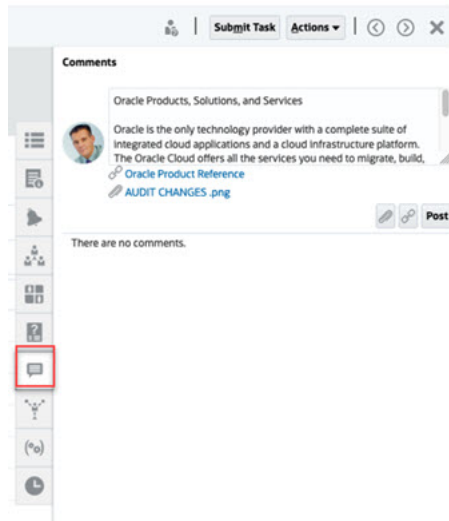 Submit Task Actions
Comments
Oracle Products, Solutions, and Services
Oracle is the only technology provider with a complete suite of
integrated cloud applications and a cloud infrastructure platform.
The Oracle Cloud offers all the services you need to migrate, build,
Oracle Product Reference
AUDIT CHANGES .png
Post
There are no comments.